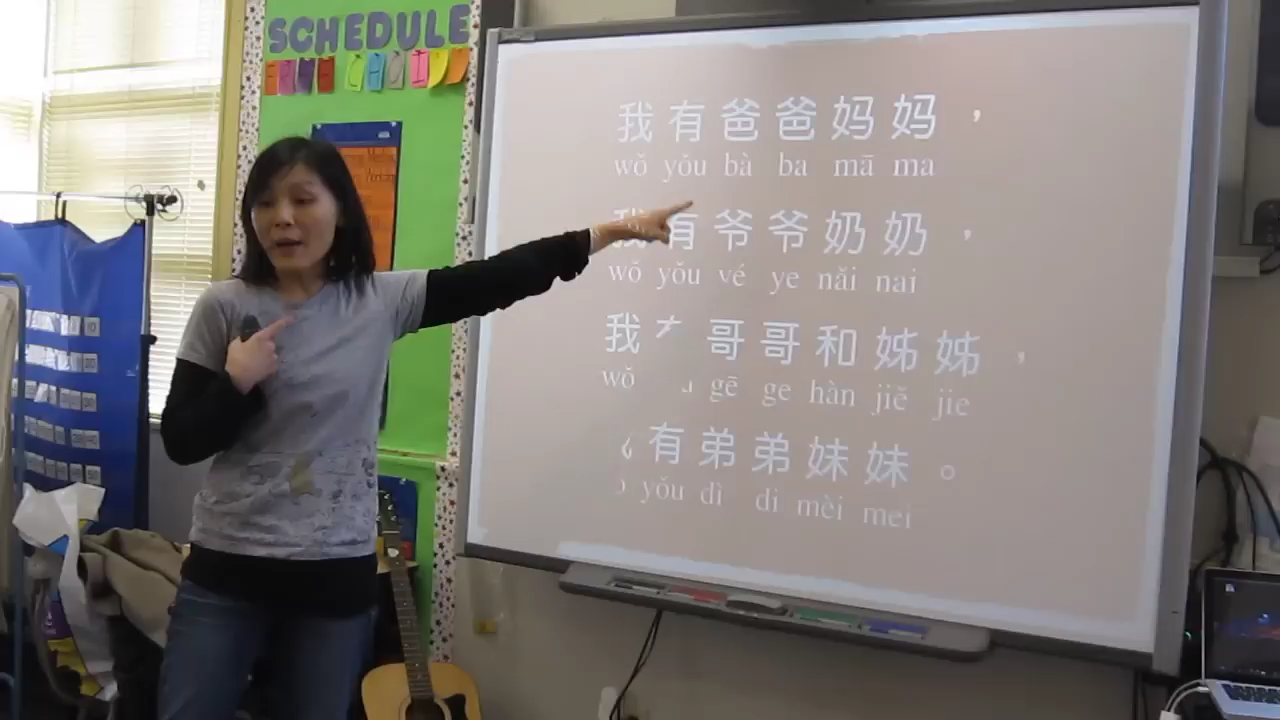 SCHEDULE
我有爸爸妈妈，
wǒ yǒu bà ba mā ma
我有爷爷奶奶，
wǒ yǒu yé ye nǎi nai
我 哥哥和姊姊，
wǒ gē ge hàn jiě jie
有弟弟妹妹。
yǒu dì di mèi mei